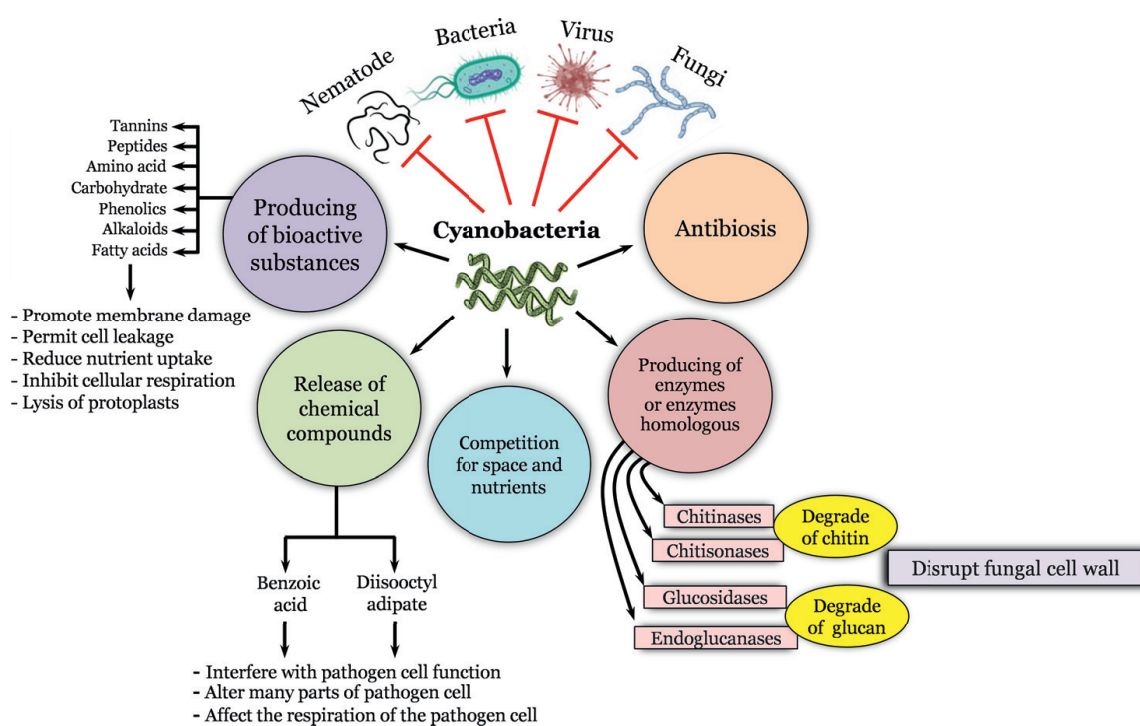 Nematode
Bacteria
Virus
Fungi
Tannins
Peptides
Amino acid
Carbohydrate
Phenolics
Alkaloids
Fatty acids
- Promote membrane damage
- Permit cell leakage
- Reduce nutrient uptake
- Inhibit cellular respiration
- Lysis of protoplasts
Producing
of bioactive
substances
Cyanobacteria
Antibiosis
Release of
chemical
compounds
Competition
for space and
nutrients
Producing of
enzymes
or enzymes
homologous
Benzoic
acid
Diisooctyl
adipate
- Interfere with pathogen cell function
- Alter many parts of pathogen cell
- Affect the respiration of the pathogen cell
Chitinases
Chitisonases
Degrade
of chitin
Glucosidases
Endoglucanases
Degrade
of glucan
Disrupt fungal cell wall